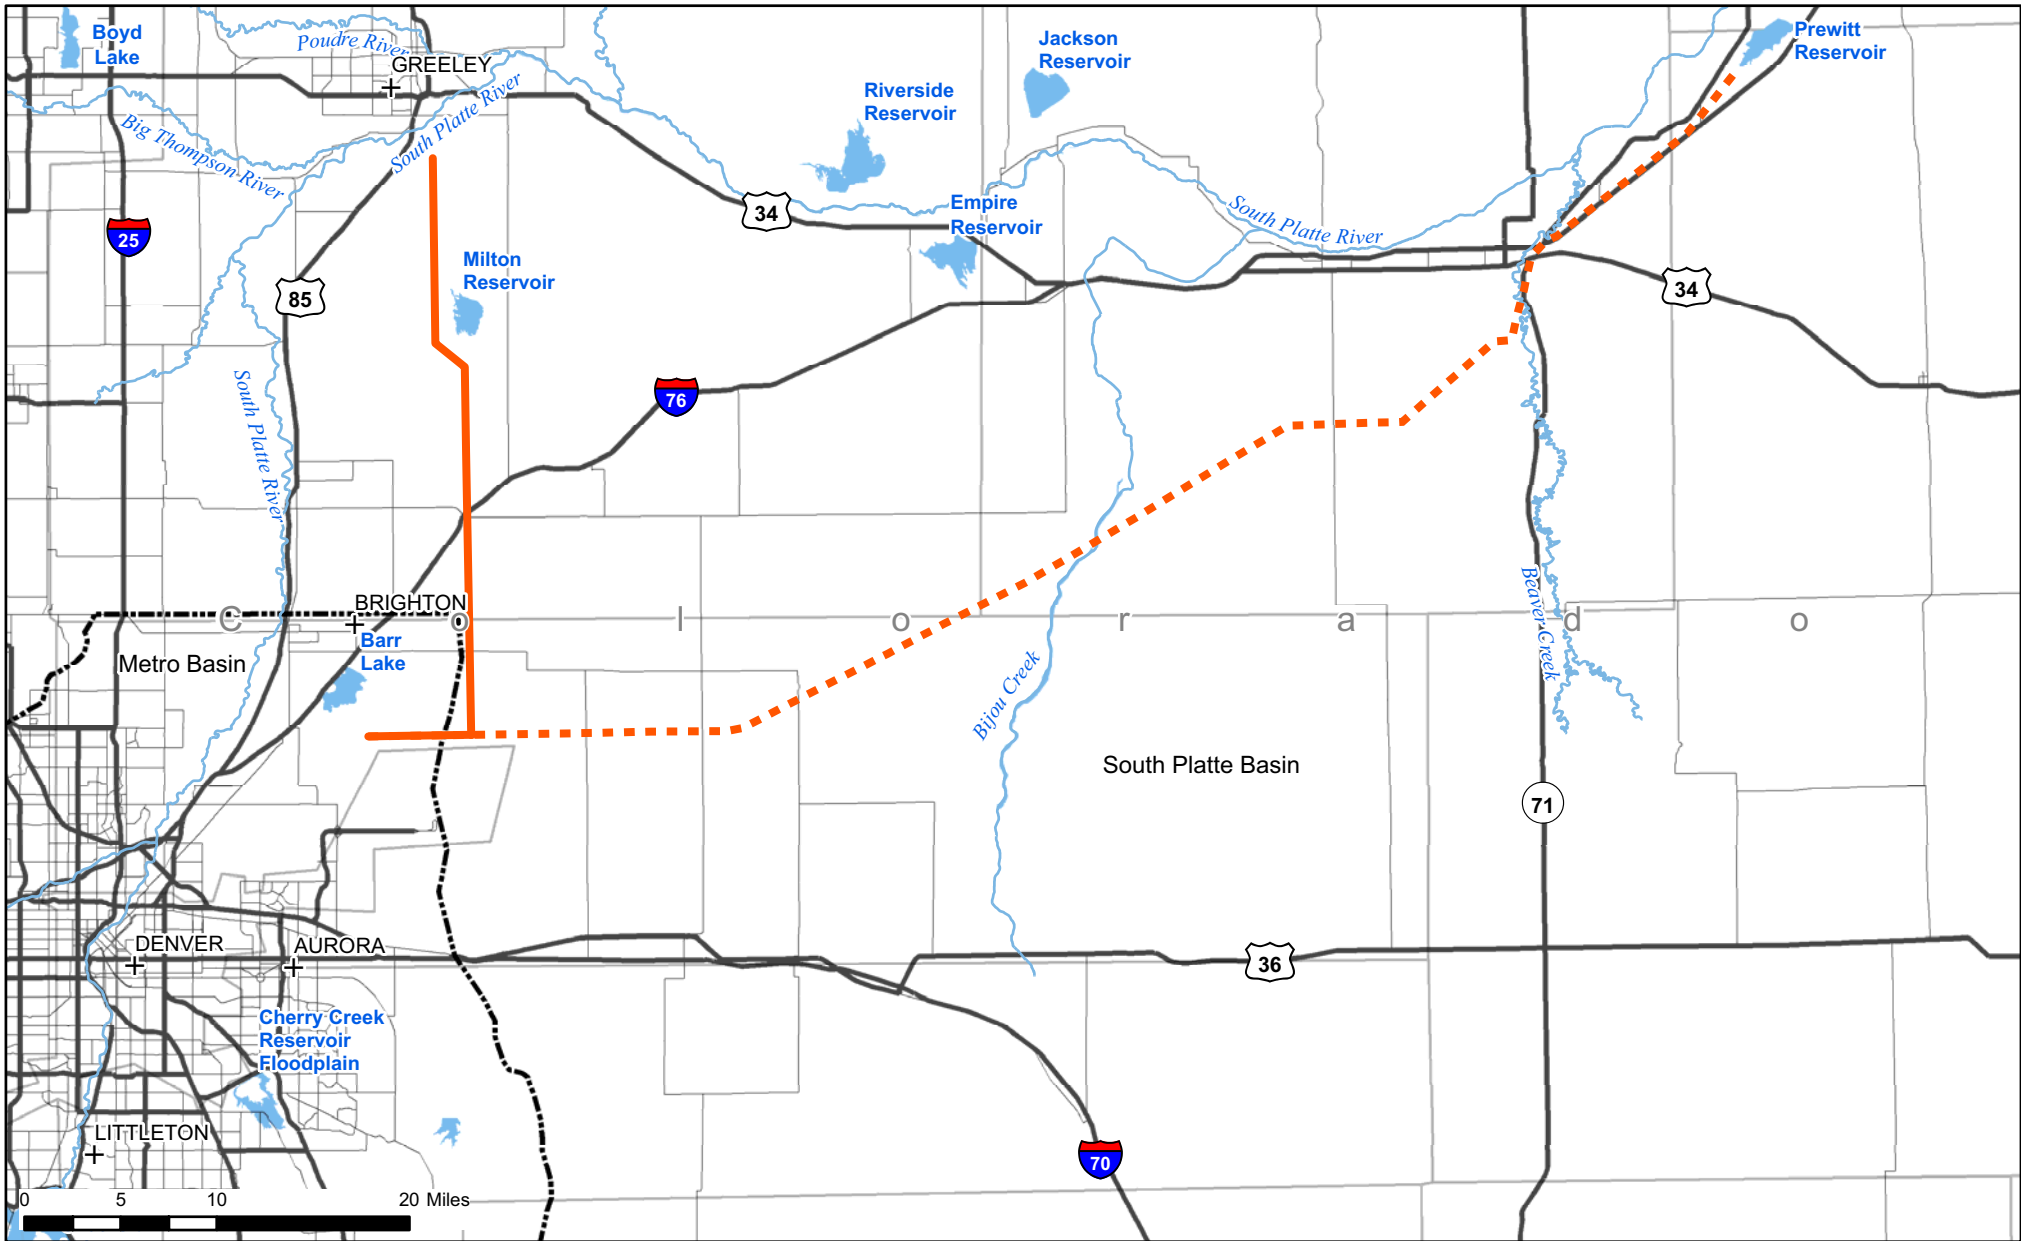 Boyd
Lake
Poudre River
GREELEY
Big Thompson River
South Platte River
Jackson
Reservoir
Prewitt
Reservoir
Riverside
Reservoir
Empire
Reservoir
34
South Platte River
25
85
Milton
Reservoir
34
76
South Platte River
BRIGHTON
C o l o r a d o
Metro Basin
Barr
Lake
Bijou Creek
Beaver Creek
South Platte Basin
71
DENVER
AURORA
36
Cherry Creek
Reservoir
Floodplain
LITTLETON
70
0 5 10 20 Miles